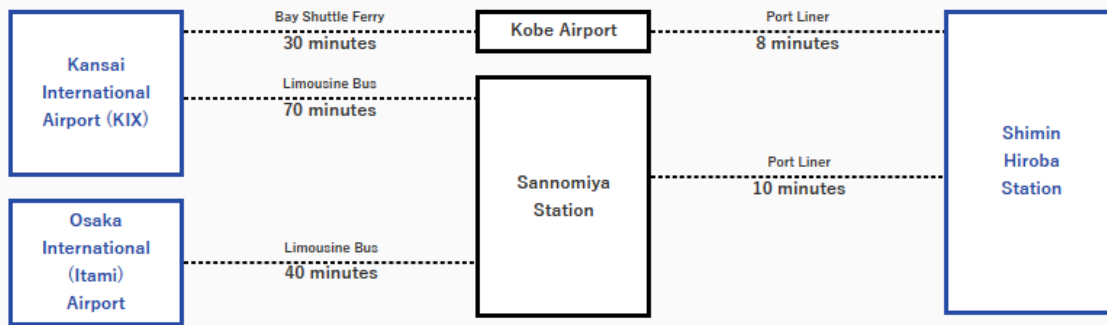 Kansai
International
Airport (KIX)
Bay Shuttle Ferry
30 minutes
Kobe Airport
Port Liner
8 minutes
Limousine Bus
70 minutes
Sannomiya
Station
Port Liner
10 minutes
Shimin
Hiroba
Station
Osaka
International
(Itami)
Airport
Limousine Bus
40 minutes